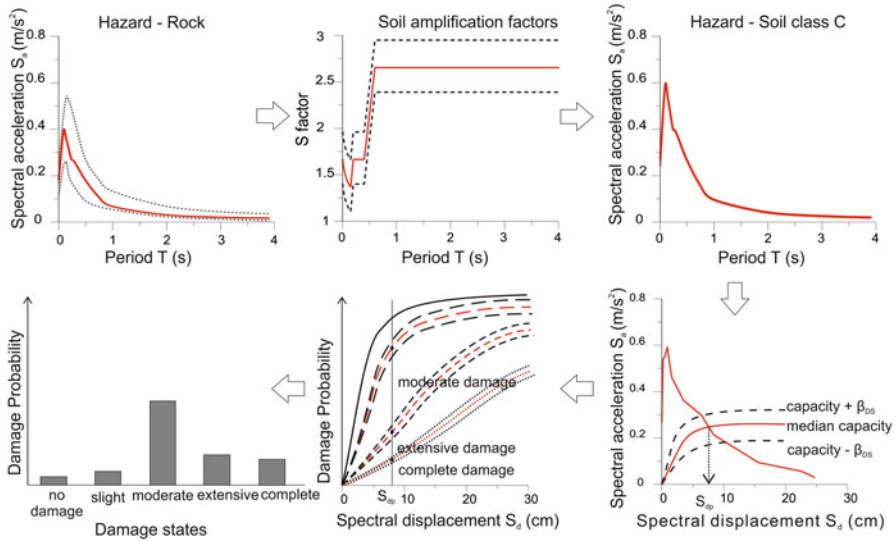 Hazard - Rock
Spectral acceleration Sa (m/s²)
0.8
0.6
0.4
0.2
0
0
1
2
3
4
Period T (s)
Soil amplification factors
S factor
3
2.5
2
1.5
1
0
1
2
3
4
Period T (s)
Hazard - Soil class C
Spectral acceleration Sa (m/s²)
0.8
0.6
0.4
0.2
0
0
1
2
3
4
Period T (s)
Damage Probability
no damage
slight
moderate
extensive
complete
Damage states
Damage Probability
moderate damage
extensive damage
complete damage
0
Sdp
10
20
30
Spectral displacement Sd (cm)
Spectral acceleration Sa (m/s²)
0.8
0.6
0.4
0.2
0
capacity + βDS
median capacity
capacity - βDS
0
Sdp
10
20
30
Spectral displacement Sd (cm)